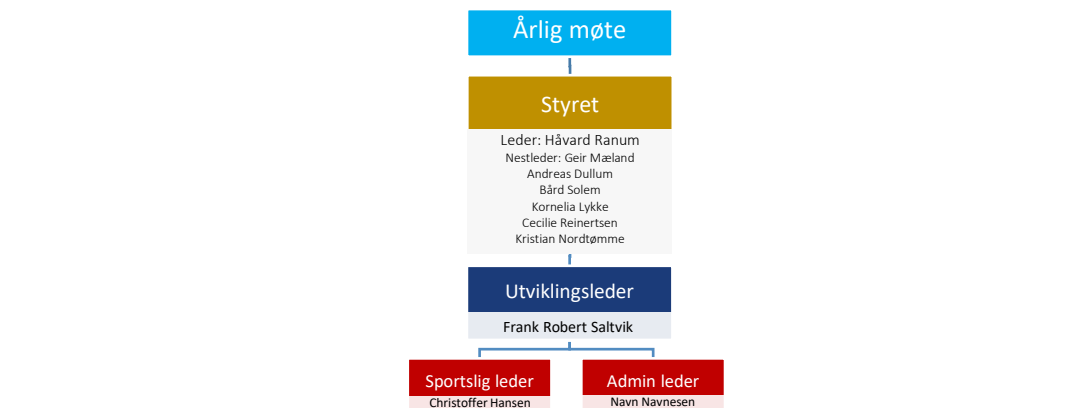 Årlig møte
Styret
Leder: Håvard Ranum
Nestleder: Geir Mæland
Andreas Dullum
Bård Solem
Kornelia Lykke
Cecilie Reinertsen
Kristian Nordtømme
Utviklingsleder
Frank Robert Saltvik
Sportslig leder
Christoffer Hansen
Admin leder
Navn Navnesen